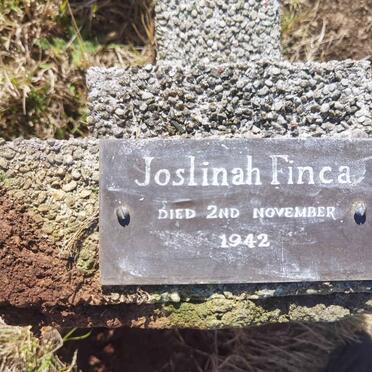 Joslinah Finca
DIED 2ND NOVEMBER
1942